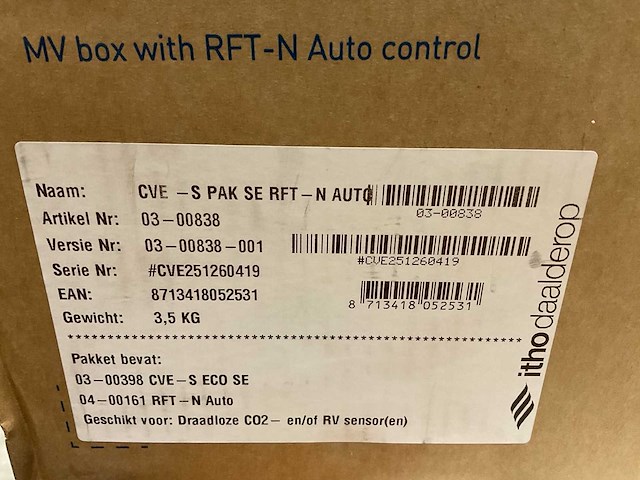 MV box with RFT-N Auto control
Naam: CVE -S PAK SE RFT-N AUTO
03-00838
Artikel Nr: 03-00838
Versie Nr: 03-00838-001
#CVE251260419
Serie Nr: #CVE251260419
EAN: 8713418052531
8 713418 052531
Gewicht: 3,5 KG
Pakket bevat:
03-00398 CVE-S ECO SE
04-00161 RFT-N Auto
Geschikt voor: Draadloze CO2- en/of RV sensor(en)
ithodaalderop